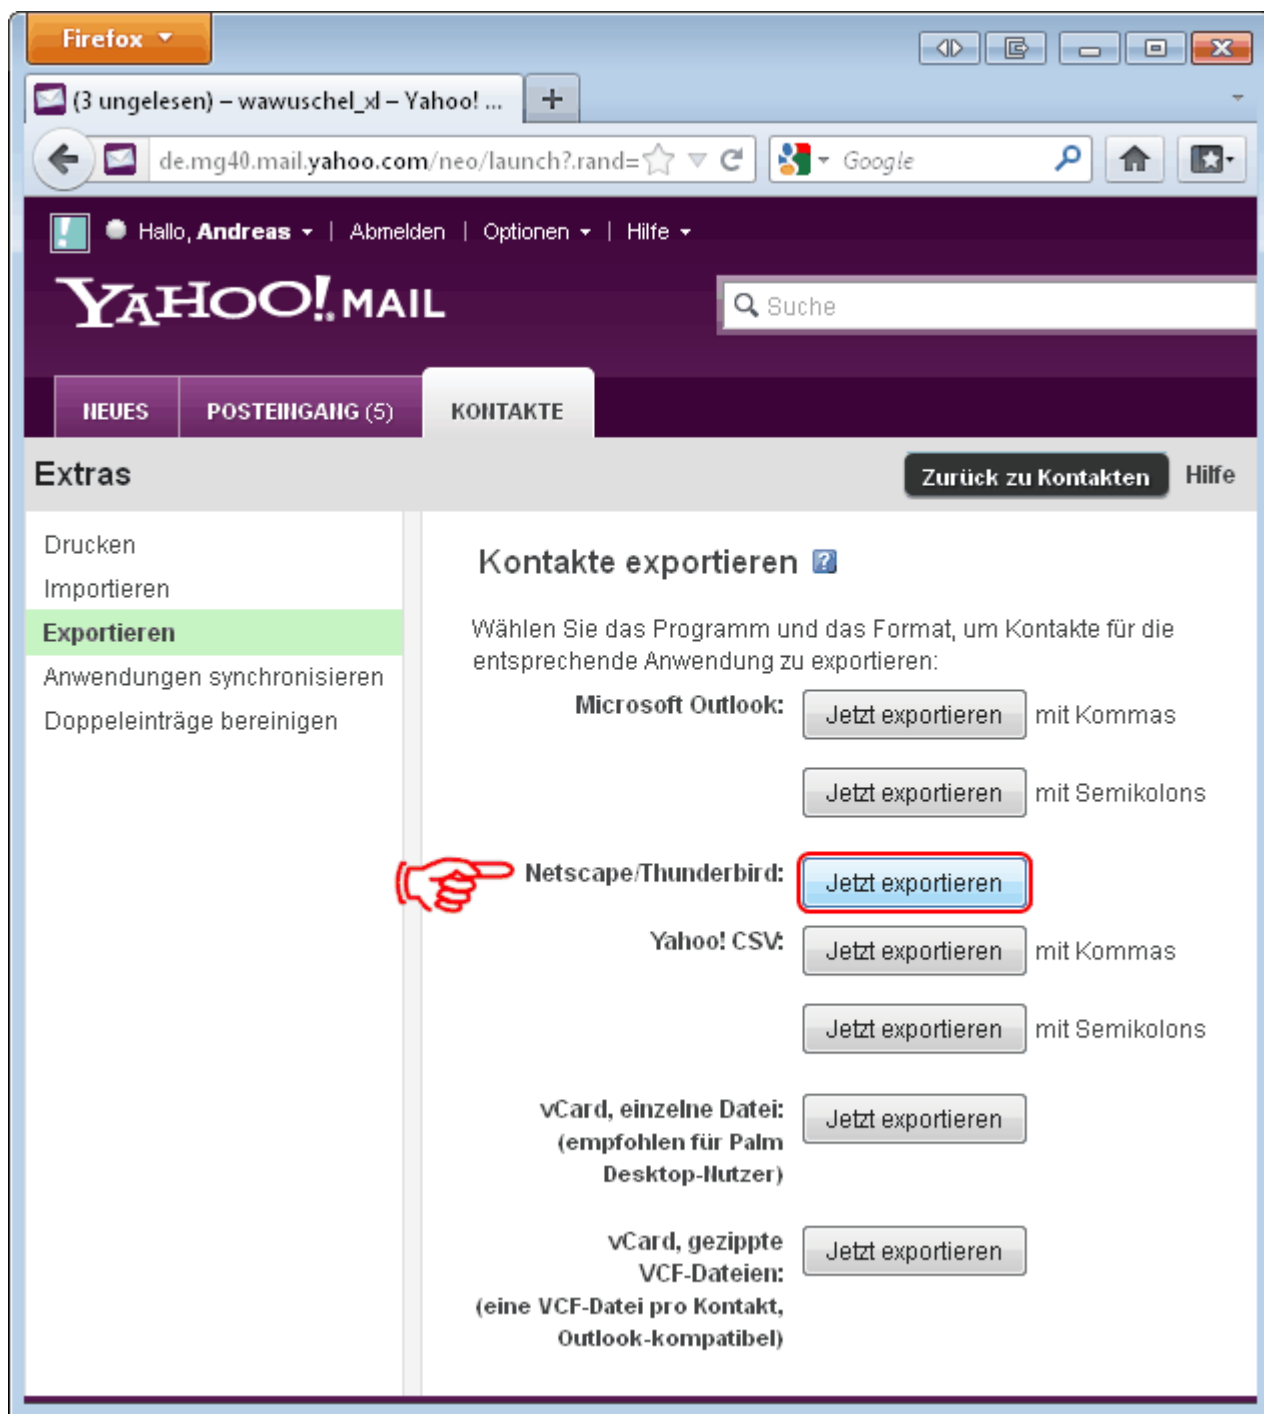 Firefox
(3 ungelesen) – wawuschel_xl – Yahoo! ...
de.mg40.mail.yahoo.com/neo/launch?.rand=
Google
Hallo, Andreas | Abmelden | Optionen | Hilfe
YAHOO! MAIL
Suche
NEUES
POSTEINGANG (5)
KONTAKTE
Extras
Zurück zu Kontakten
Hilfe
Drucken
Importieren
Exportieren
Anwendungen synchronisieren
Doppeleinträge bereinigen
Kontakte exportieren
Wählen Sie das Programm und das Format, um Kontakte für die
entsprechende Anwendung zu exportieren:
Microsoft Outlook: Jetzt exportieren mit Kommas
Jetzt exportieren mit Semikolons
Netscape/Thunderbird: Jetzt exportieren
Yahoo! CSV: Jetzt exportieren mit Kommas
Jetzt exportieren mit Semikolons
vCard, einzelne Datei: Jetzt exportieren
(empfohlen für Palm
Desktop-Nutzer)
vCard, gezippte Jetzt exportieren
VCF-Dateien:
(eine VCF-Datei pro Kontakt,
Outlook-kompatibel)